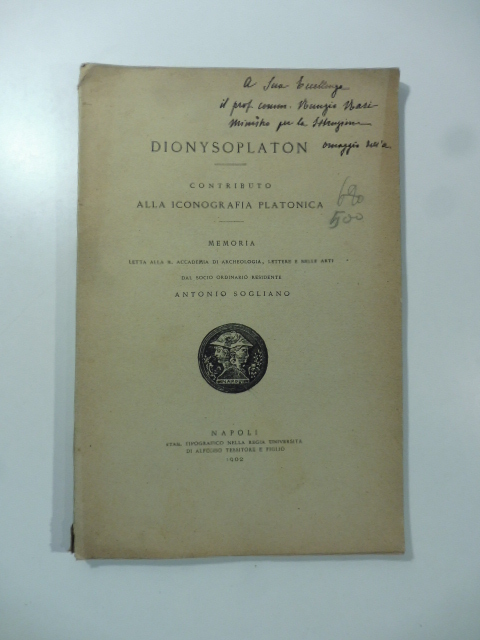 A Sua Eccellenza
il prof. comm. Nunzio Nasi
Ministro per la Istruzione
omaggio dell'a.
DIONYSOPLATON
CONTRIBUTO
ALLA ICONOGRAFIA PLATONICA
690
500
MEMORIA
LETTA ALLA R. ACCADEMIA DI ARCHEOLOGIA, LETTERE E BELLE ARTI
DAL SOCIO ORDINARIO RESIDENTE
ANTONIO SOGLIANO
NAPOLI
STAB. TIPOGRAFICO DELLA REGIA UNIVERSITÀ
DI ALFONSO TESSITORE E FIGLIO
1902